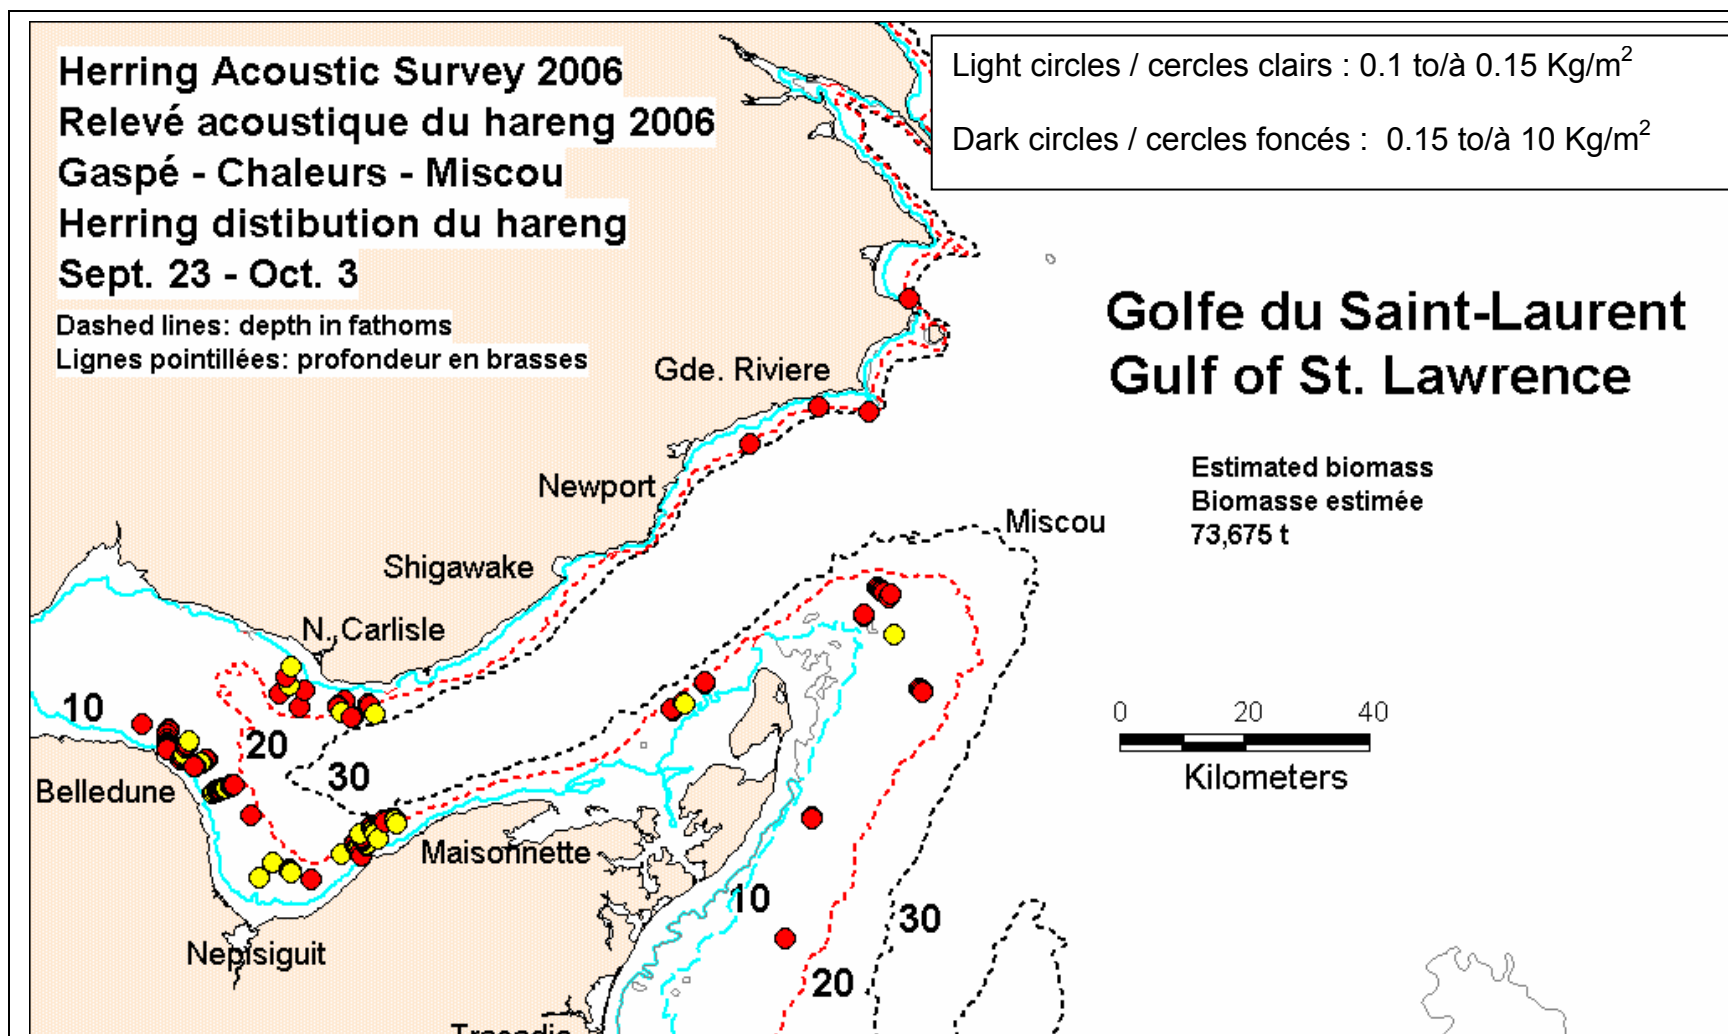 Herring Acoustic Survey 2006
Relevé acoustique du hareng 2006
Gaspé - Chaleurs - Miscou
Herring distibution du hareng
Sept. 23 - Oct. 3
Dashed lines: depth in fathoms
Lignes pointillées: profondeur en brasses
Light circles / cercles clairs : 0.1 to/à 0.15 Kg/m²
Dark circles / cercles foncés : 0.15 to/à 10 Kg/m²
Golfe du Saint-Laurent
Gulf of St. Lawrence
Gde. Riviere
Estimated biomass
Biomasse estimée
73,675 t
Newport
Miscou
Shigawake
N. Carlisle
10
20
30
0 20 40
Kilometers
Belledune
Maisonnette
10
30
Nepisiguit
20
Tracadie